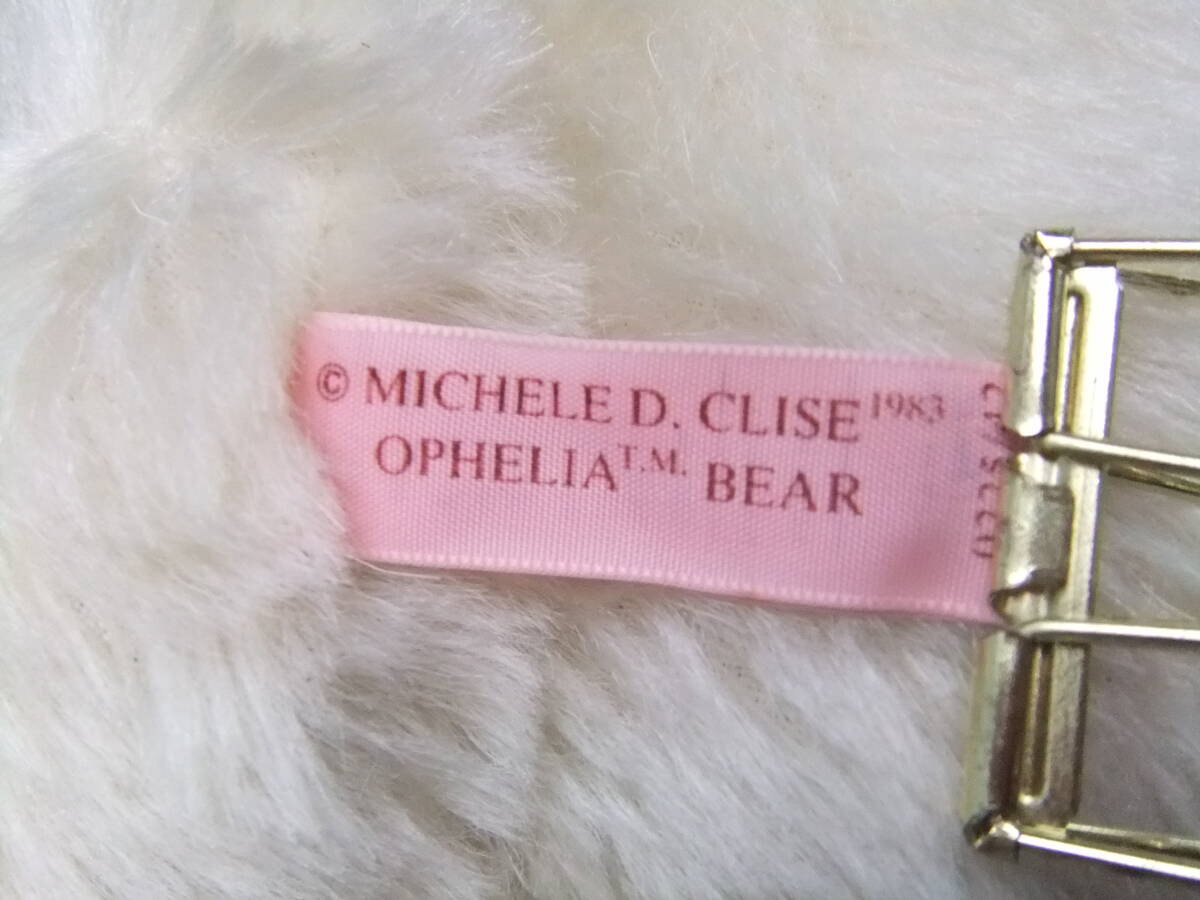 © MICHELE D. CLISE 1983
OPHELIA T.M. BEAR